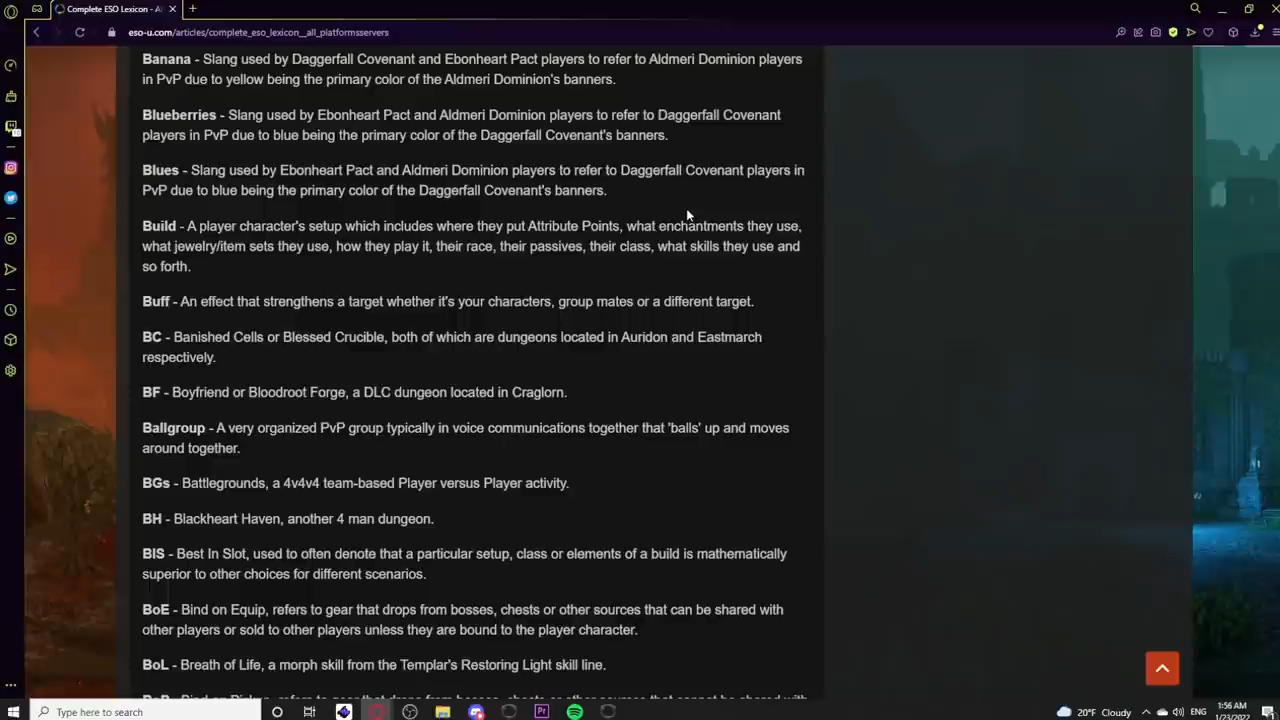 Complete ESO Lexicon - Al
eso-u.com/articles/complete_eso_lexicon__all_platformsservers
Banana - Slang used by Daggerfall Covenant and Ebonheart Pact players to refer to Aldmeri Dominion players
in PvP due to yellow being the primary color of the Aldmeri Dominion's banners.
Blueberries - Slang used by Ebonheart Pact and Aldmeri Dominion players to refer to Daggerfall Covenant
players in PvP due to blue being the primary color of the Daggerfall Covenant's banners.
Blues - Slang used by Ebonheart Pact and Aldmeri Dominion players to refer to Daggerfall Covenant players in
PvP due to blue being the primary color of the Daggerfall Covenant's banners.
Build - A player character's setup which includes where they put Attribute Points, what enchantments they use,
what jewelry/item sets they use, how they play it, their race, their passives, their class, what skills they use and
so forth.
Buff - An effect that strengthens a target whether it's your characters, group mates or a different target.
BC - Banished Cells or Blessed Crucible, both of which are dungeons located in Auridon and Eastmarch
respectively.
BF - Boyfriend or Bloodroot Forge, a DLC dungeon located in Craglorn.
Ballgroup - A very organized PvP group typically in voice communications together that 'balls' up and moves
around together.
BGs - Battlegrounds, a 4v4v4 team-based Player versus Player activity.
BH - Blackheart Haven, another 4 man dungeon.
BIS - Best In Slot, used to often denote that a particular setup, class or elements of a build is mathematically
superior to other choices for different scenarios.
BoE - Bind on Equip, refers to gear that drops from bosses, chests or other sources that can be shared with
other players or sold to other players unless they are bound to the player character.
BoL - Breath of Life, a morph skill from the Templar's Restoring Light skill line.
Type here to search
20°F Cloudy
ENG
1:56 AM
1/23/2022